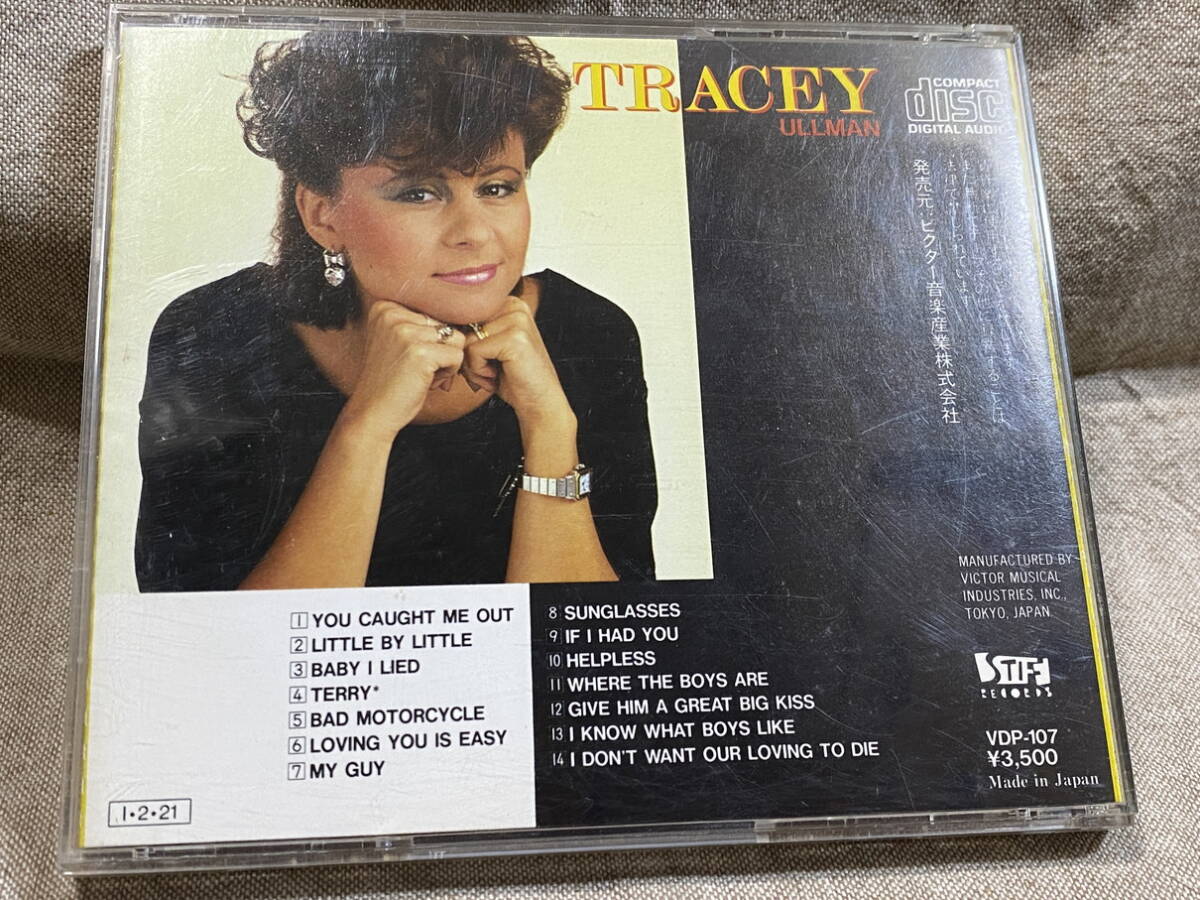 TRACEY
ULLMAN
COMPACT
disc
DIGITAL AUDIO
発売元・ビクター音楽産業株式会社
1 YOU CAUGHT ME OUT
2 LITTLE BY LITTLE
3 BABY I LIED
4 TERRY*
5 BAD MOTORCYCLE
6 LOVING YOU IS EASY
7 MY GUY
8 SUNGLASSES
9 IF I HAD YOU
10 HELPLESS
11 WHERE THE BOYS ARE
12 GIVE HIM A GREAT BIG KISS
13 I KNOW WHAT BOYS LIKE
14 I DON'T WANT OUR LOVING TO DIE
I・2・21
MANUFACTURED BY
VICTOR MUSICAL
INDUSTRIES, INC.,
TOKYO, JAPAN.
STIFF
RECORDS
VDP-107
¥3,500
Made in Japan